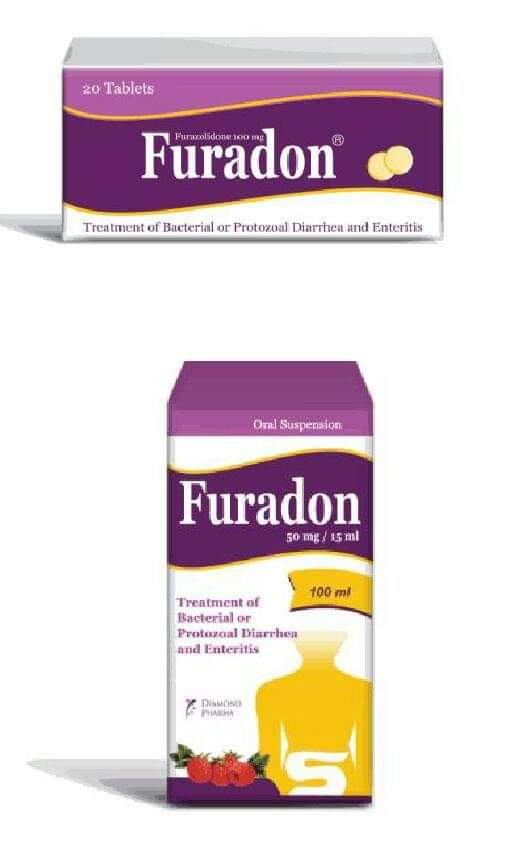 20 Tablets
Furazolidone 100 mg
Furadon®
Treatment of Bacterial or Protozoal Diarrhea and Enteritis
Oral Suspension
Furadon
50 mg / 15 ml
100 ml
Treatment of
Bacterial or
Protozoal Diarrhea
and Enteritis
DIAMOND
PHARMA